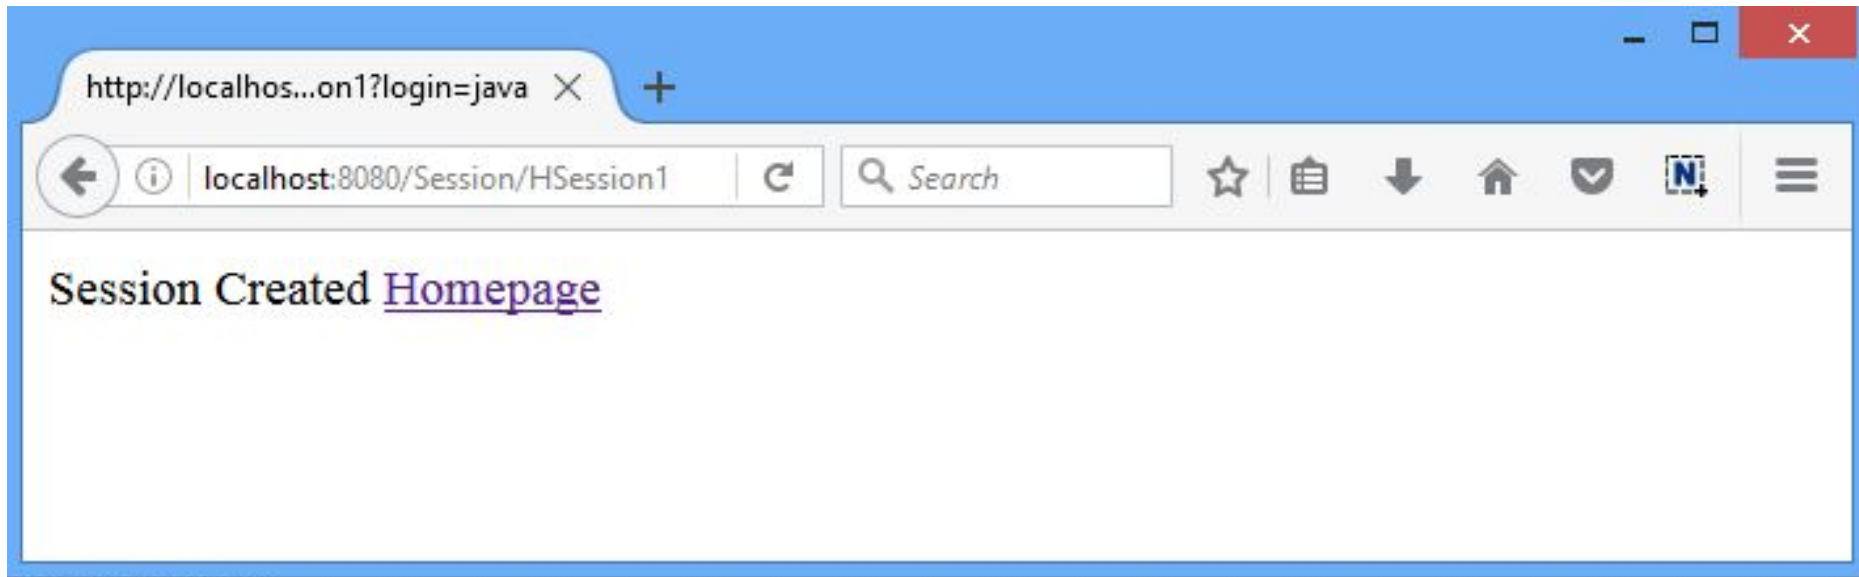 http://localhos...on1?login=java
localhost:8080/Session/HSession1
Search
N
Session Created Homepage